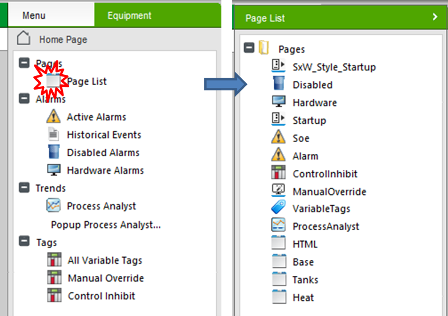 Menu
Equipment
Home Page
Pages
Page List
Alarms
Active Alarms
Historical Events
Disabled Alarms
Hardware Alarms
Trends
Process Analyst
Popup Process Analyst...
Tags
All Variable Tags
Manual Override
Control Inhibit
Page List
Pages
SxW_Style_Startup
Disabled
Hardware
Startup
Soe
Alarm
ControlInhibit
ManualOverride
VariableTags
ProcessAnalyst
HTML
Base
Tanks
Heat